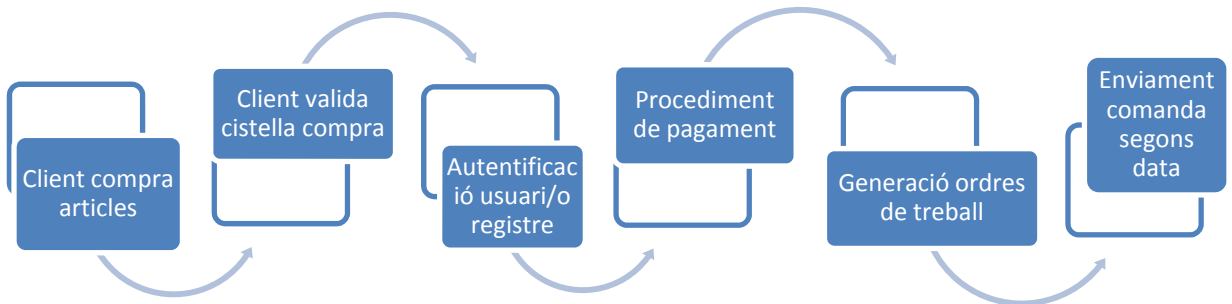 Client compra
articles
Client valida
cistella compra
Autentificac
ió usuari/o
registre
Procediment
de pagament
Generació ordres
de treball
Enviament
comanda
segons
data